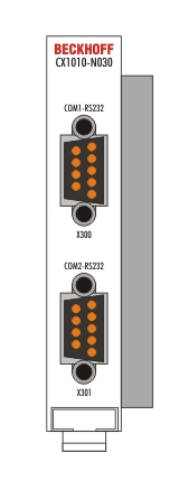 BECKHOFF
CX1010-N030
COM1-RS232
X300
COM2-RS232
X301